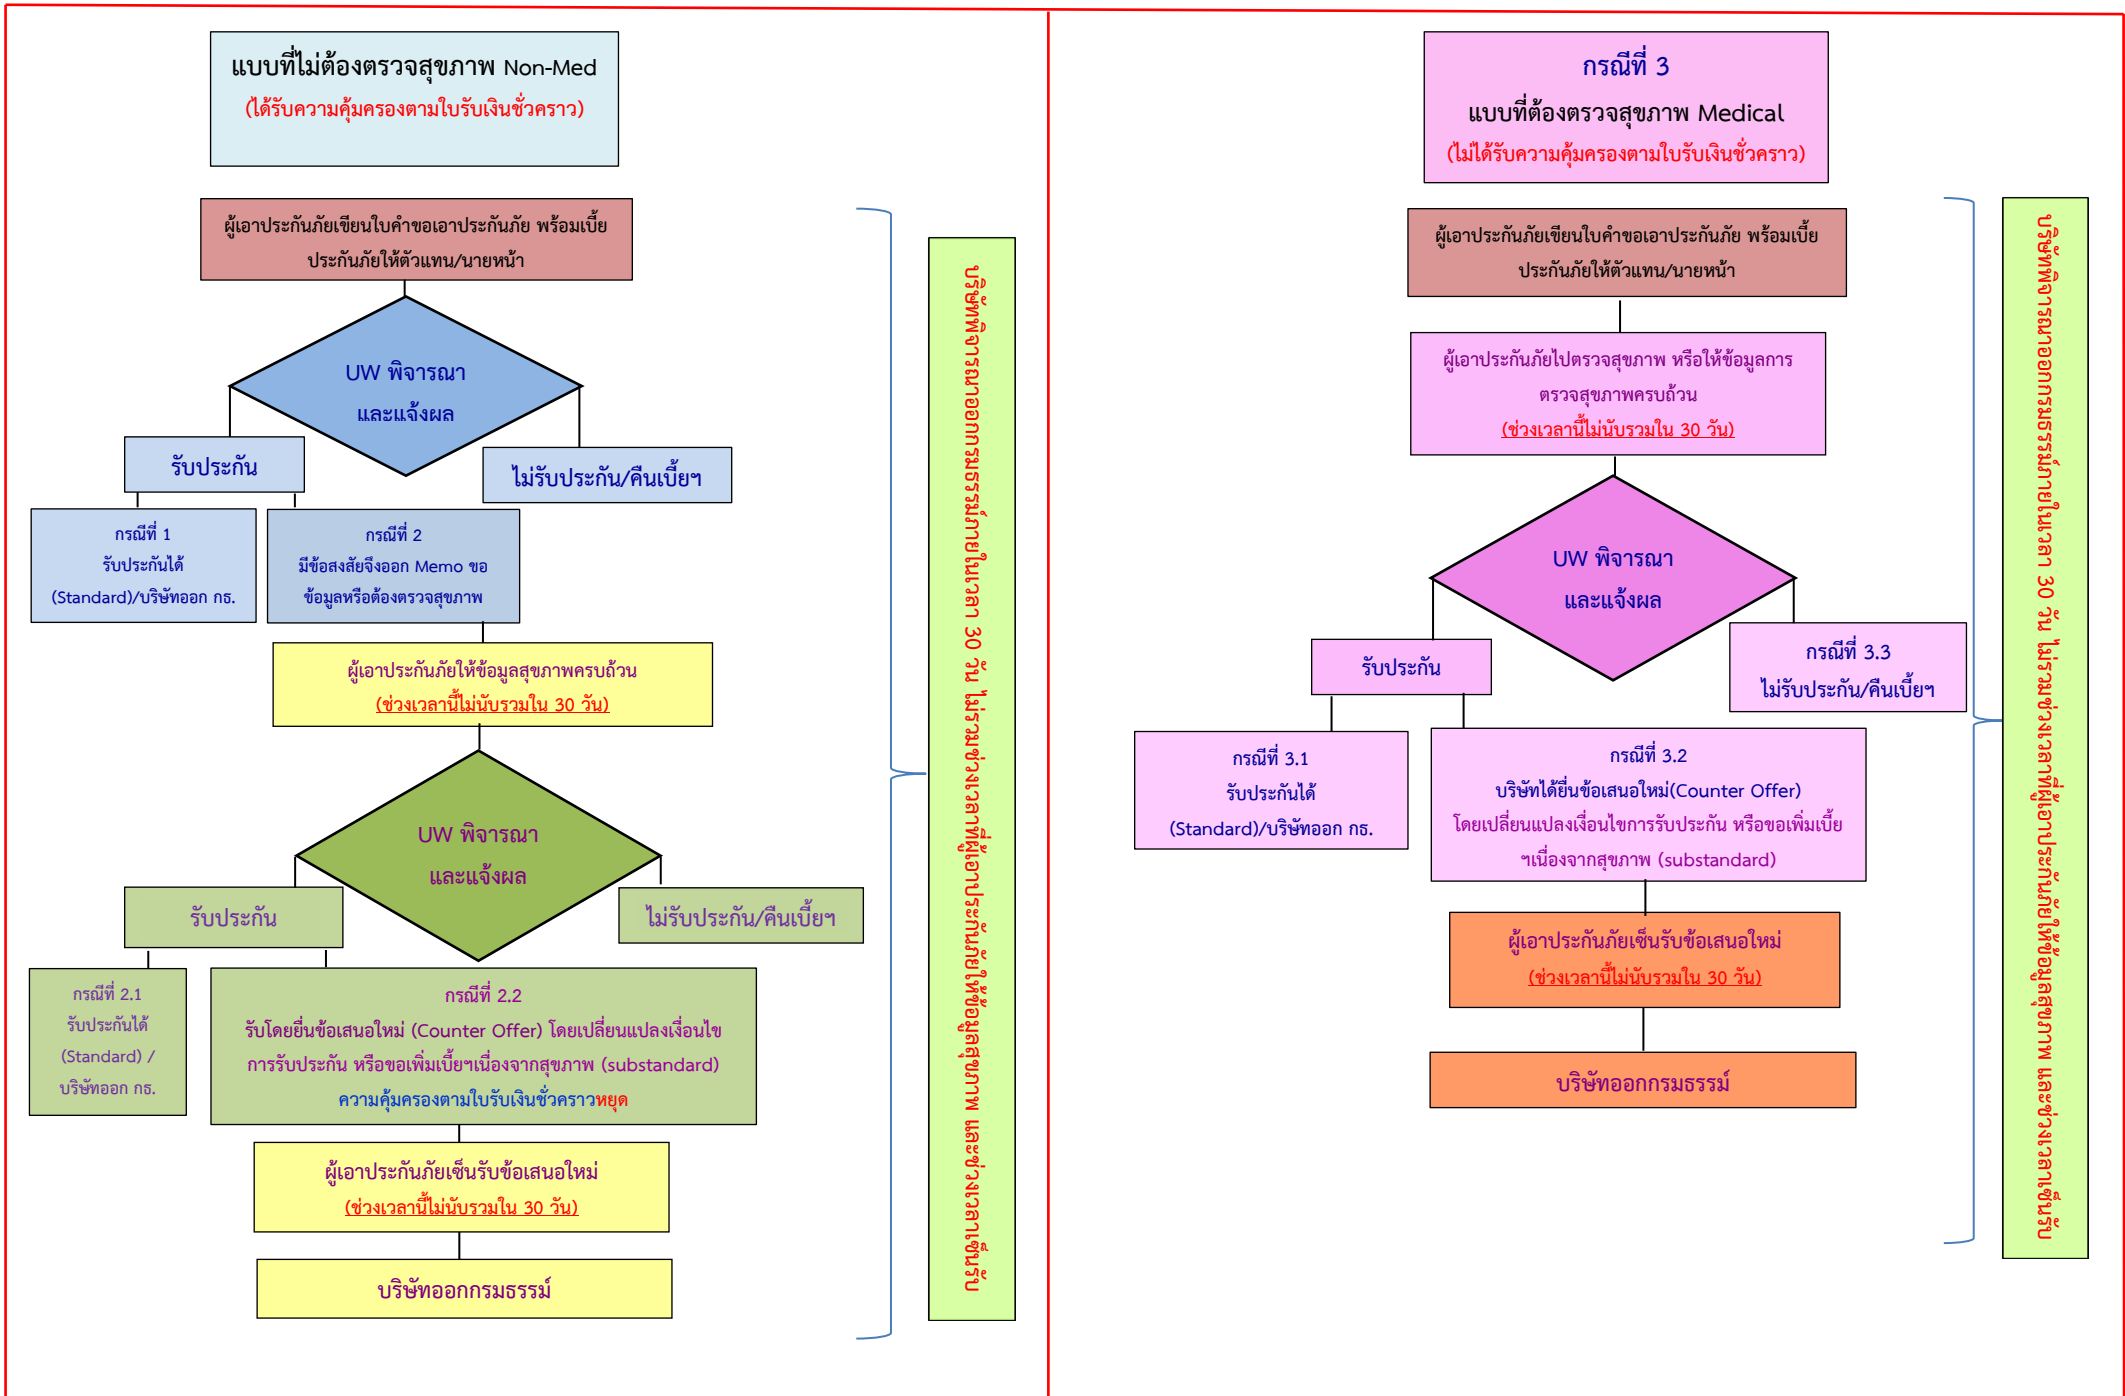 แบบที่ไม่ต้องตรวจสุขภาพ Non-Med
(ได้รับความคุ้มครองตามใบรับเงินชั่วคราว)
ผู้เอาประกันภัยเขียนใบคำขอเอาประกันภัย พร้อมเบี้ย
ประกันภัยให้ตัวแทน/นายหน้า
UW พิจารณา
และแจ้งผล
รับประกัน
ไม่รับประกัน/คืนเบี้ยฯ
กรณีที่ 1
รับประกันได้
(Standard)/บริษัทออก กธ.
กรณีที่ 2
มีข้อสงสัยจึงออก Memo ขอ
ข้อมูลหรือต้องตรวจสุขภาพ
ผู้เอาประกันภัยให้ข้อมูลสุขภาพครบถ้วน
(ช่วงเวลานี้ไม่นับรวมใน 30 วัน)
UW พิจารณา
และแจ้งผล
รับประกัน
ไม่รับประกัน/คืนเบี้ยฯ
กรณีที่ 2.1
รับประกันได้
(Standard) /
บริษัทออก กธ.
กรณีที่ 2.2
รับโดยยื่นข้อเสนอใหม่ (Counter Offer) โดยเปลี่ยนแปลงเงื่อนไข
การรับประกัน หรือขอเพิ่มเบี้ยฯเนื่องจากสุขภาพ (substandard)
ความคุ้มครองตามใบรับเงินชั่วคราวหยุด
ผู้เอาประกันภัยเซ็นรับข้อเสนอใหม่
(ช่วงเวลานี้ไม่นับรวมใน 30 วัน)
บริษัทออกกรมธรรม์
บริษัทพิจารณาออกกรมธรรม์ภายในเวลา 30 วัน ไม่รวมช่วงเวลาที่ผู้เอาประกันภัยให้ข้อมูลสุขภาพ และช่วงเวลาเซ็นรับ
กรณีที่ 3
แบบที่ต้องตรวจสุขภาพ Medical
(ไม่ได้รับความคุ้มครองตามใบรับเงินชั่วคราว)
ผู้เอาประกันภัยเขียนใบคำขอเอาประกันภัย พร้อมเบี้ย
ประกันภัยให้ตัวแทน/นายหน้า
ผู้เอาประกันภัยไปตรวจสุขภาพ หรือให้ข้อมูลการ
ตรวจสุขภาพครบถ้วน
(ช่วงเวลานี้ไม่นับรวมใน 30 วัน)
UW พิจารณา
และแจ้งผล
รับประกัน
กรณีที่ 3.3
ไม่รับประกัน/คืนเบี้ยฯ
กรณีที่ 3.1
รับประกันได้
(Standard)/บริษัทออก กธ.
กรณีที่ 3.2
บริษัทได้ยื่นข้อเสนอใหม่(Counter Offer)
โดยเปลี่ยนแปลงเงื่อนไขการรับประกัน หรือขอเพิ่มเบี้ย
ฯเนื่องจากสุขภาพ (substandard)
ผู้เอาประกันภัยเซ็นรับข้อเสนอใหม่
(ช่วงเวลานี้ไม่นับรวมใน 30 วัน)
บริษัทออกกรมธรรม์
บริษัทพิจารณาออกกรมธรรม์ภายในเวลา 30 วัน ไม่รวมช่วงเวลาที่ผู้เอาประกันภัยให้ข้อมูลสุขภาพ และช่วงเวลาเซ็นรับ